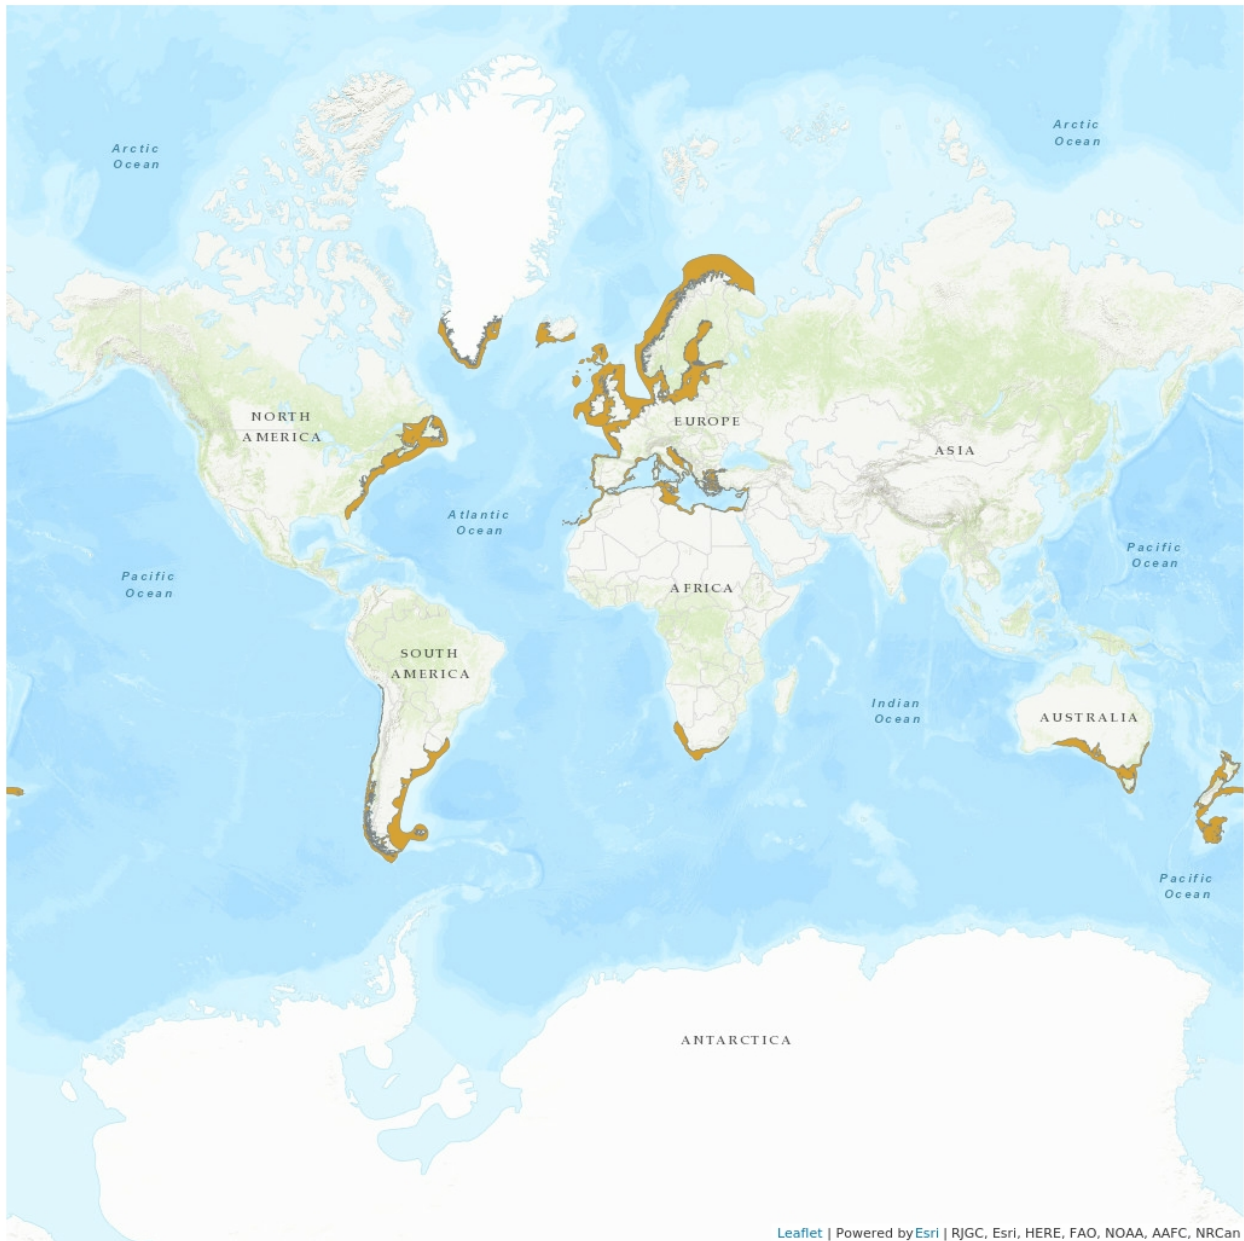 Arctic
Ocean
Arctic
Ocean
NORTH
AMERICA
EUROPE
ASIA
Atlantic
Ocean
Pacific
Ocean
Pacific
Ocean
AFRICA
SOUTH
AMERICA
Indian
Ocean
AUSTRALIA
Pacific
Ocean
ANTARCTICA
Leaflet | Powered by Esri | RJGC, Esri, HERE, FAO, NOAA, AAFC, NRCan